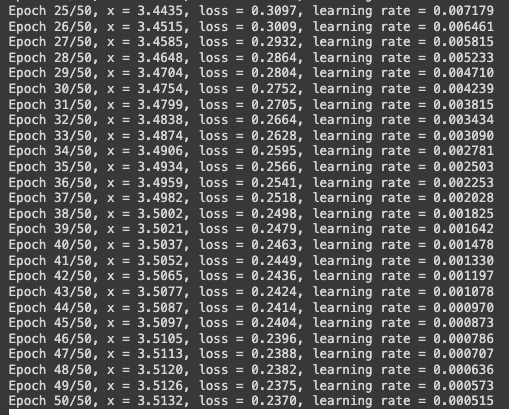 Epoch 25/50, x = 3.4435, loss = 0.3097, learning rate = 0.007179
Epoch 26/50, x = 3.4515, loss = 0.3009, learning rate = 0.006461
Epoch 27/50, x = 3.4585, loss = 0.2932, learning rate = 0.005815
Epoch 28/50, x = 3.4648, loss = 0.2864, learning rate = 0.005233
Epoch 29/50, x = 3.4704, loss = 0.2804, learning rate = 0.004710
Epoch 30/50, x = 3.4754, loss = 0.2752, learning rate = 0.004239
Epoch 31/50, x = 3.4799, loss = 0.2705, learning rate = 0.003815
Epoch 32/50, x = 3.4838, loss = 0.2664, learning rate = 0.003434
Epoch 33/50, x = 3.4874, loss = 0.2628, learning rate = 0.003090
Epoch 34/50, x = 3.4906, loss = 0.2595, learning rate = 0.002781
Epoch 35/50, x = 3.4934, loss = 0.2566, learning rate = 0.002503
Epoch 36/50, x = 3.4959, loss = 0.2541, learning rate = 0.002253
Epoch 37/50, x = 3.4982, loss = 0.2518, learning rate = 0.002028
Epoch 38/50, x = 3.5002, loss = 0.2498, learning rate = 0.001825
Epoch 39/50, x = 3.5021, loss = 0.2479, learning rate = 0.001642
Epoch 40/50, x = 3.5037, loss = 0.2463, learning rate = 0.001478
Epoch 41/50, x = 3.5052, loss = 0.2449, learning rate = 0.001330
Epoch 42/50, x = 3.5065, loss = 0.2436, learning rate = 0.001197
Epoch 43/50, x = 3.5077, loss = 0.2424, learning rate = 0.001078
Epoch 44/50, x = 3.5087, loss = 0.2414, learning rate = 0.000970
Epoch 45/50, x = 3.5097, loss = 0.2404, learning rate = 0.000873
Epoch 46/50, x = 3.5105, loss = 0.2396, learning rate = 0.000786
Epoch 47/50, x = 3.5113, loss = 0.2388, learning rate = 0.000707
Epoch 48/50, x = 3.5120, loss = 0.2382, learning rate = 0.000636
Epoch 49/50, x = 3.5126, loss = 0.2375, learning rate = 0.000573
Epoch 50/50, x = 3.5132, loss = 0.2370, learning rate = 0.000515